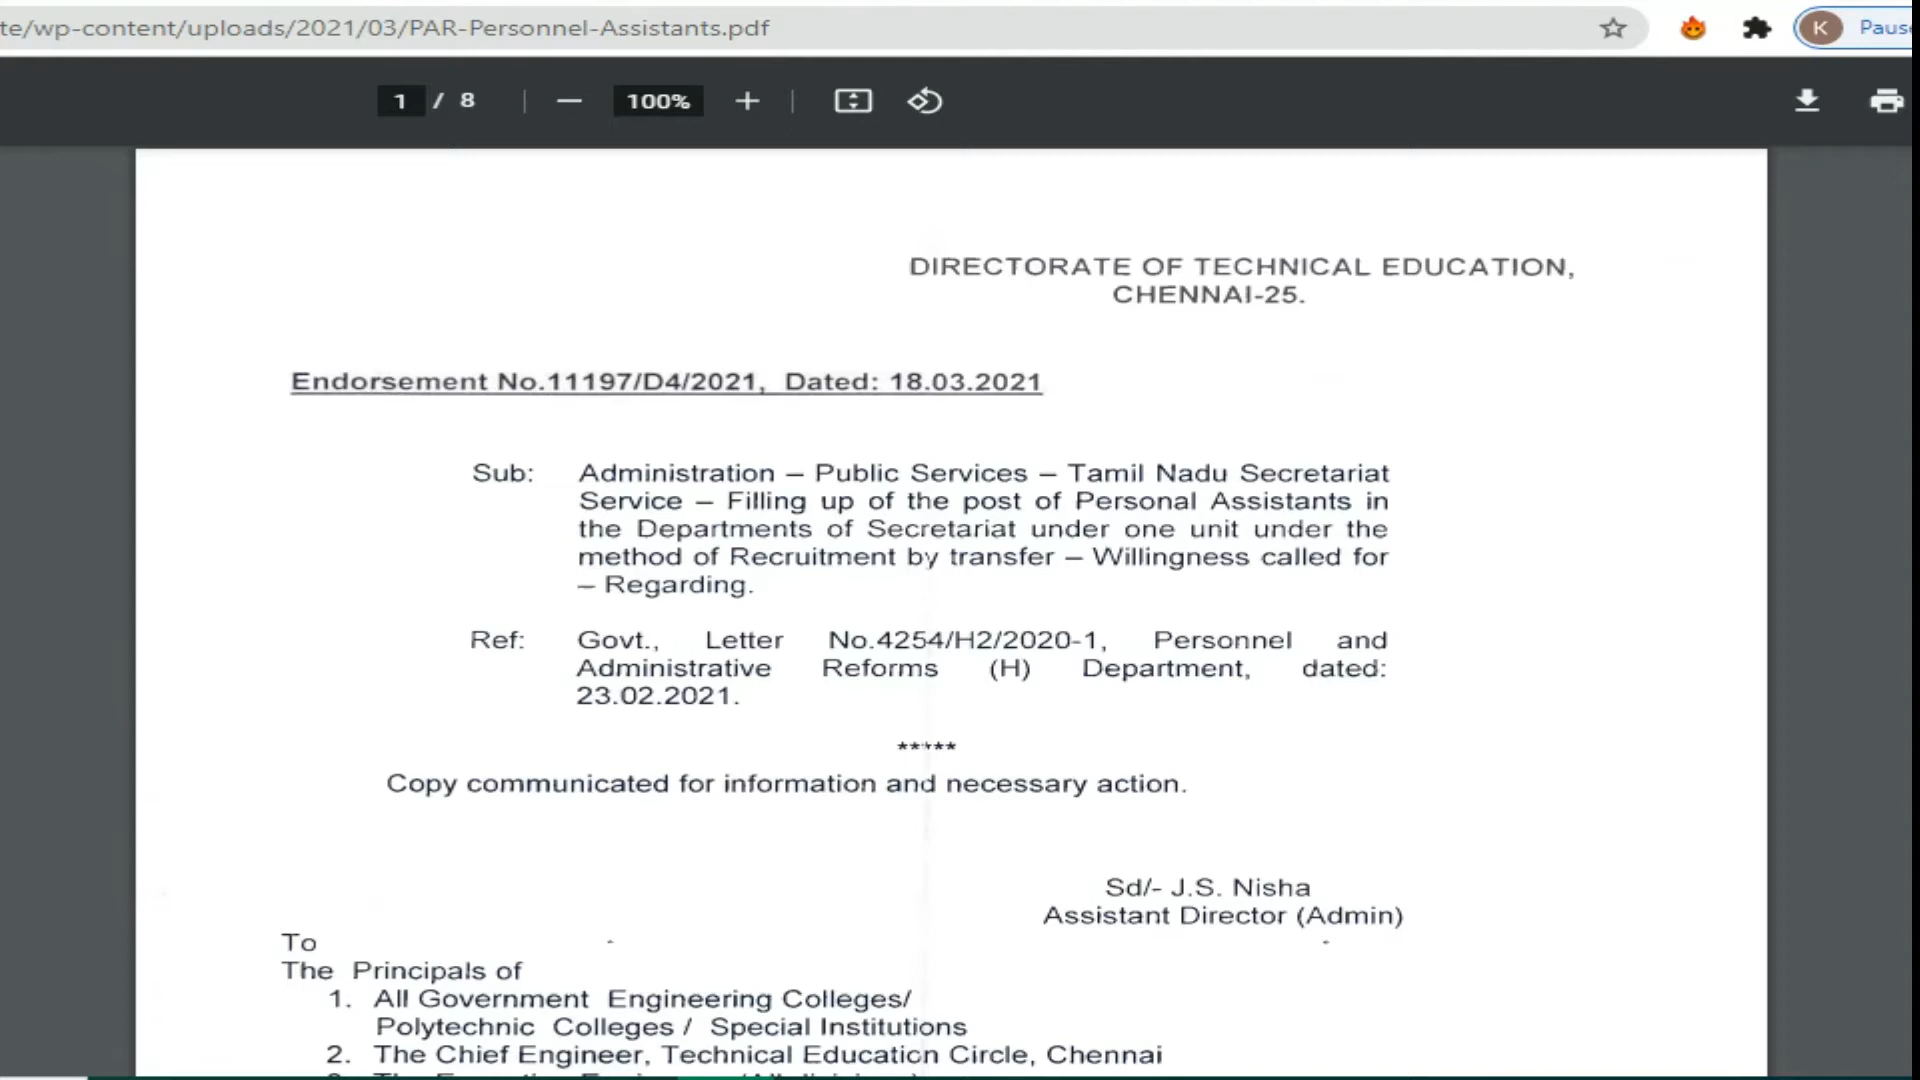 te/wp-content/uploads/2021/03/PAR-Personnel-Assistants.pdf
K
1 / 8
100%
DIRECTORATE OF TECHNICAL EDUCATION,
CHENNAI-25.
Endorsement No.11197/D4/2021, Dated: 18.03.2021
Sub: Administration – Public Services – Tamil Nadu Secretariat
Service – Filling up of the post of Personal Assistants in
the Departments of Secretariat under one unit under the
method of Recruitment by transfer – Willingness called for
– Regarding.
Ref: Govt., Letter No.4254/H2/2020-1, Personnel and
Administrative Reforms (H) Department, dated:
23.02.2021.
*****
Copy communicated for information and necessary action.
Sd/- J.S. Nisha
Assistant Director (Admin)
To
The Principals of
1. All Government Engineering Colleges/
Polytechnic Colleges / Special Institutions
2. The Chief Engineer, Technical Education Circle, Chennai